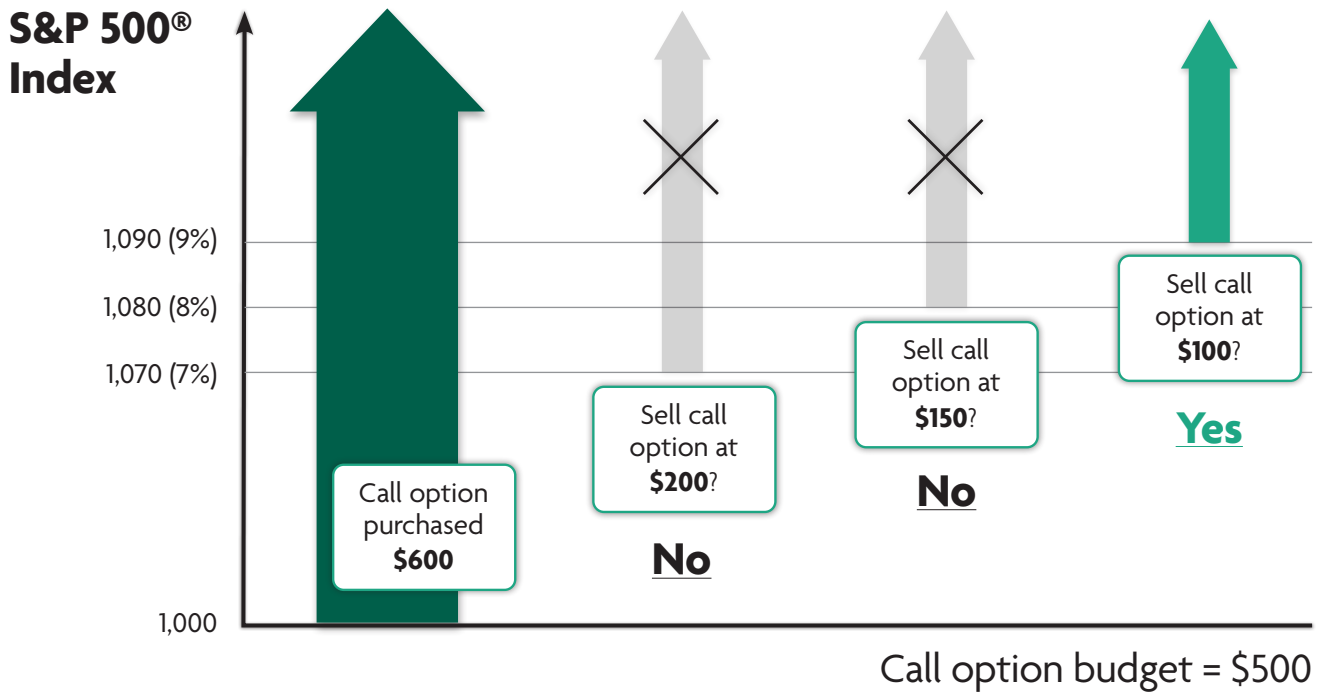 S&P 500®
Index
1,090 (9%)
1,080 (8%)
1,070 (7%)
1,000
Call option
purchased
$600
Sell call
option at
$200?
No
Sell call
option at
$150?
No
Sell call
option at
$100?
Yes
Call option budget = $500